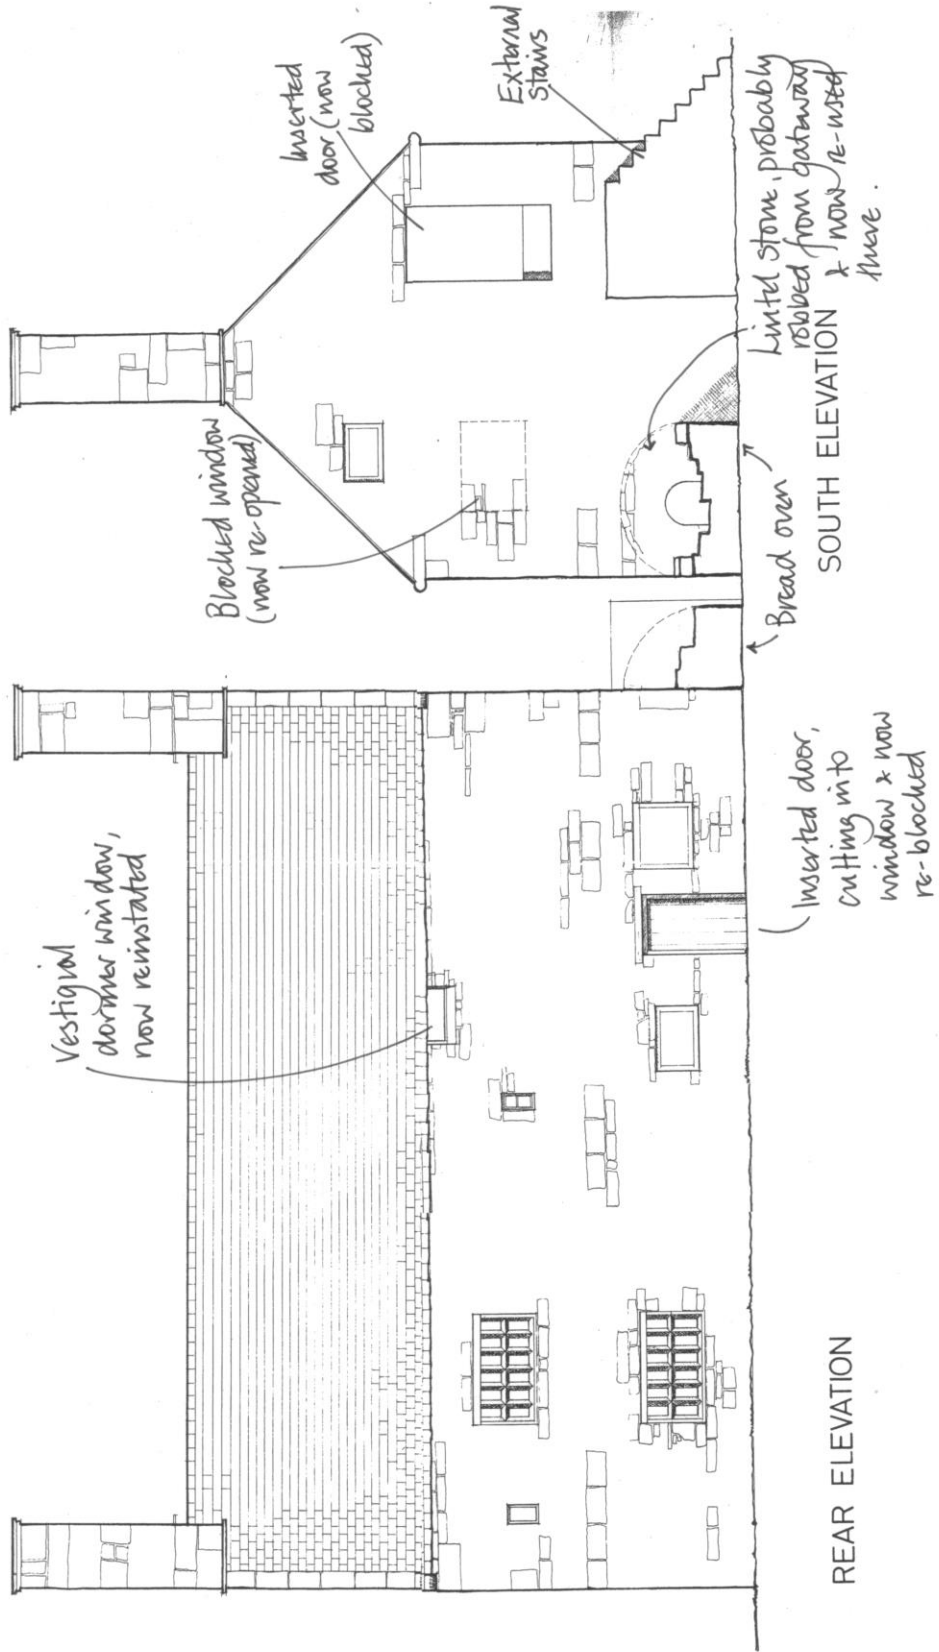 Vestigial
dormer window,
now reinstated
Blocked window
(now re-opened)
Inserted
door (now
blocked)
External
stairs
Lintel stone, probably
robbed from gateway
& now re-used
there.
Bread oven
Inserted door,
cutting into
window & now
re-blocked
REAR ELEVATION
SOUTH ELEVATION